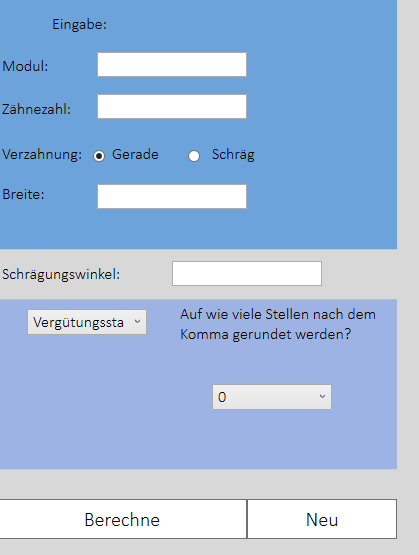 Eingabe:
Modul:
Zähnezahl:
Verzahnung: Gerade Schräg
Breite:
Schrägungswinkel:
Vergütungssta
Auf wie viele Stellen nach dem
Komma gerundet werden?
0
Berechne Neu